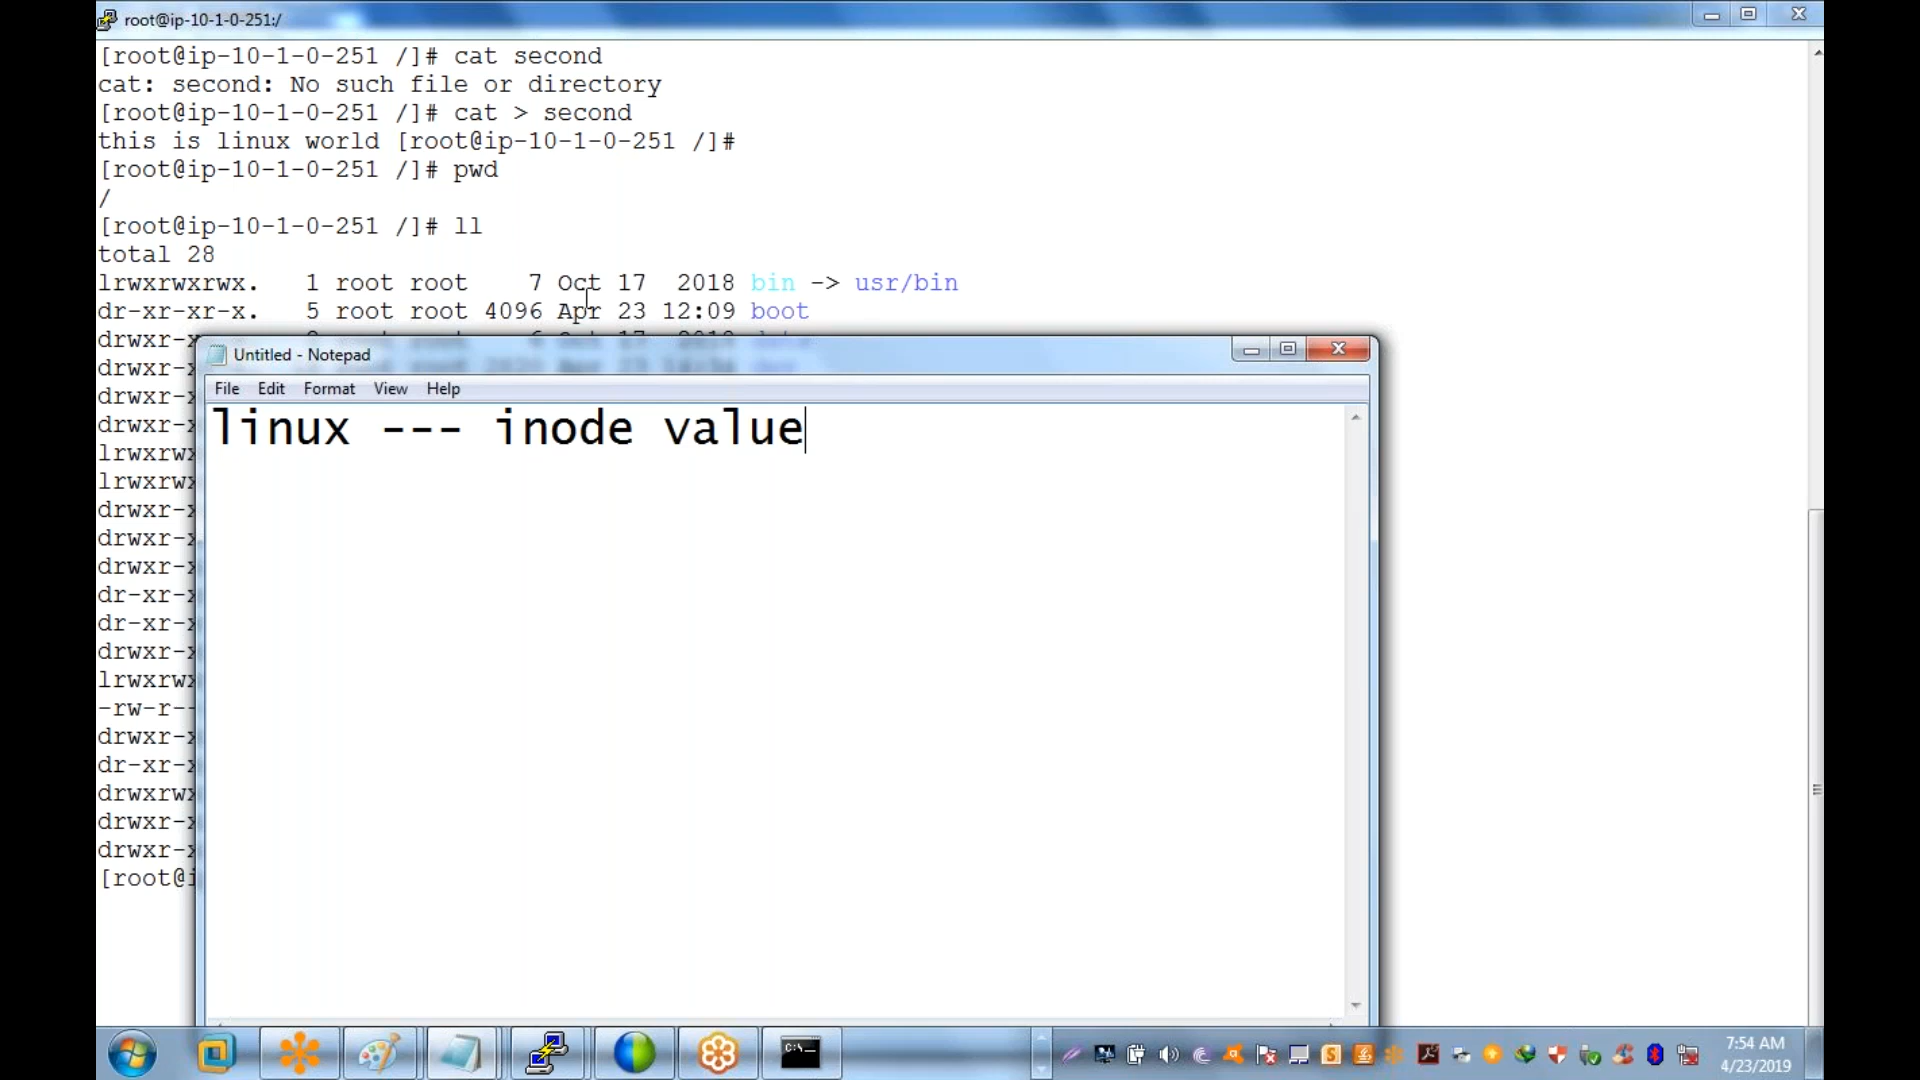 root@ip-10-1-0-251:/
[root@ip-10-1-0-251 /]# cat second
cat: second: No such file or directory
[root@ip-10-1-0-251 /]# cat > second
this is linux world [root@ip-10-1-0-251 /]#
[root@ip-10-1-0-251 /]# pwd
/
[root@ip-10-1-0-251 /]# ll
total 28
lrwxrwxrwx. 1 root root 7 Oct 17 2018 bin -> usr/bin
dr-xr-xr-x. 5 root root 4096 Apr 23 12:09 boot
drwxr-x
drwxr-x
drwxr-x
drwxr-x
lrwxrwx
lrwxrwx
drwxr-x
drwxr-x
drwxr-x
dr-xr-x
dr-xr-x
drwxr-x
lrwxrwx
-rw-r--
drwxr-x
dr-xr-x
drwxrwx
drwxr-x
drwxr-x
[root@i
Untitled - Notepad
File Edit Format View Help
linux --- inode value
C:\
7:54 AM
4/23/2019